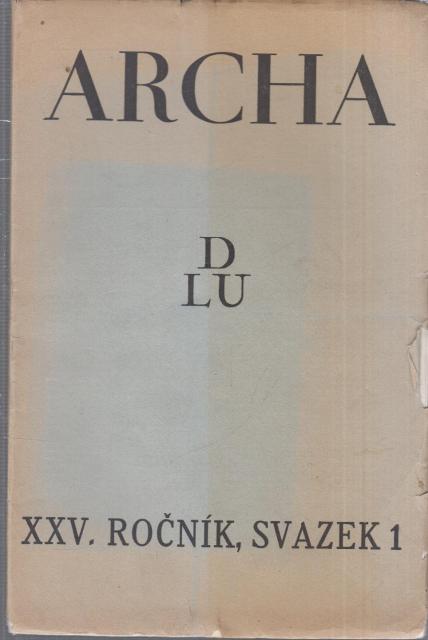 ARCHA
D
LU
XXV. ROČNÍK, SVAZEK 1